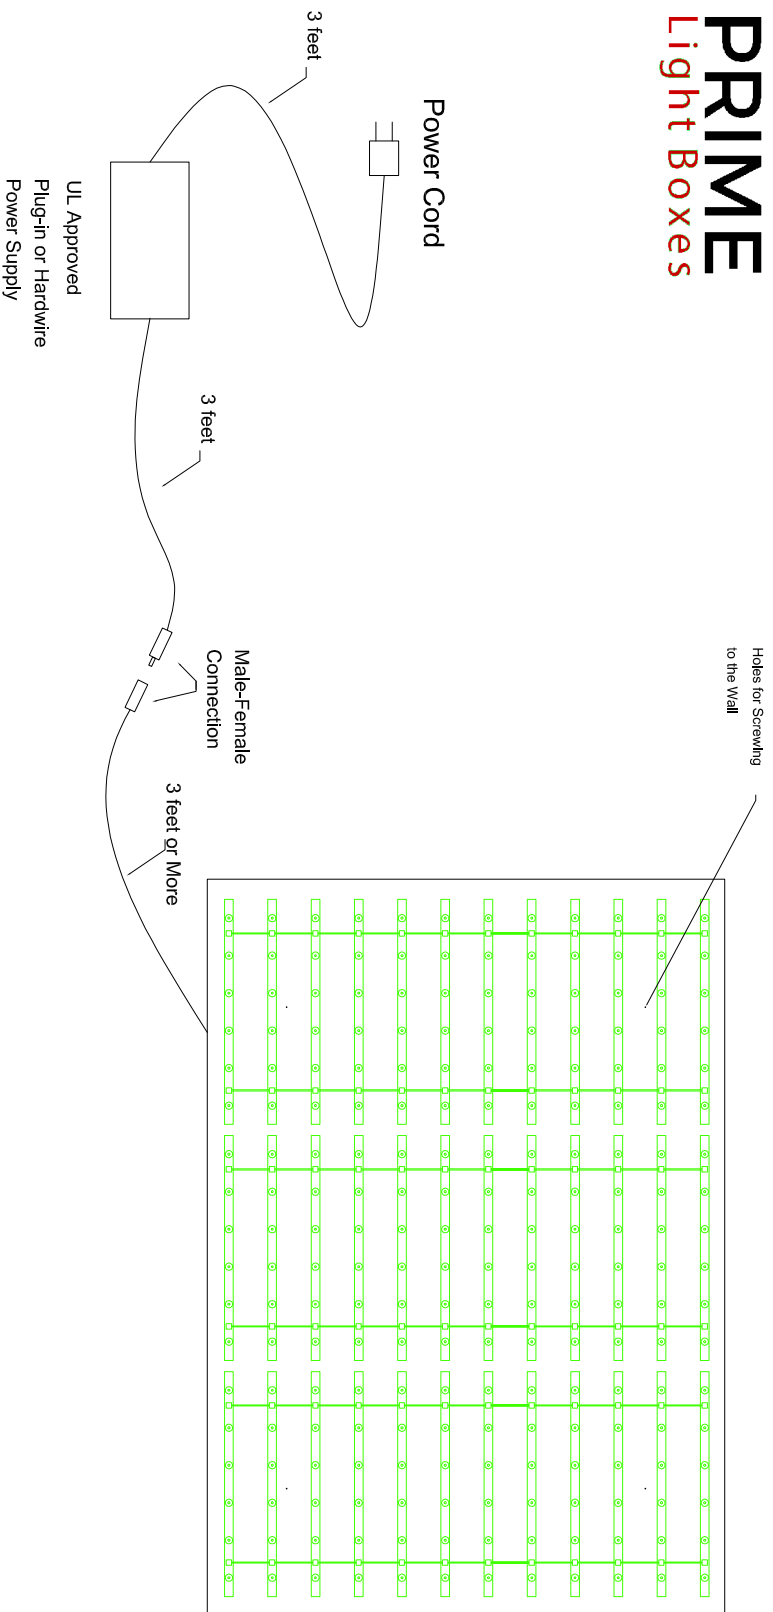 PRIME
Light Boxes
Holes for Screwing
to the Wall
Power Cord
3 feet
3 feet
Male-Female
Connection
3 feet or More
UL Approved
Plug-in or Hardwire
Power Supply